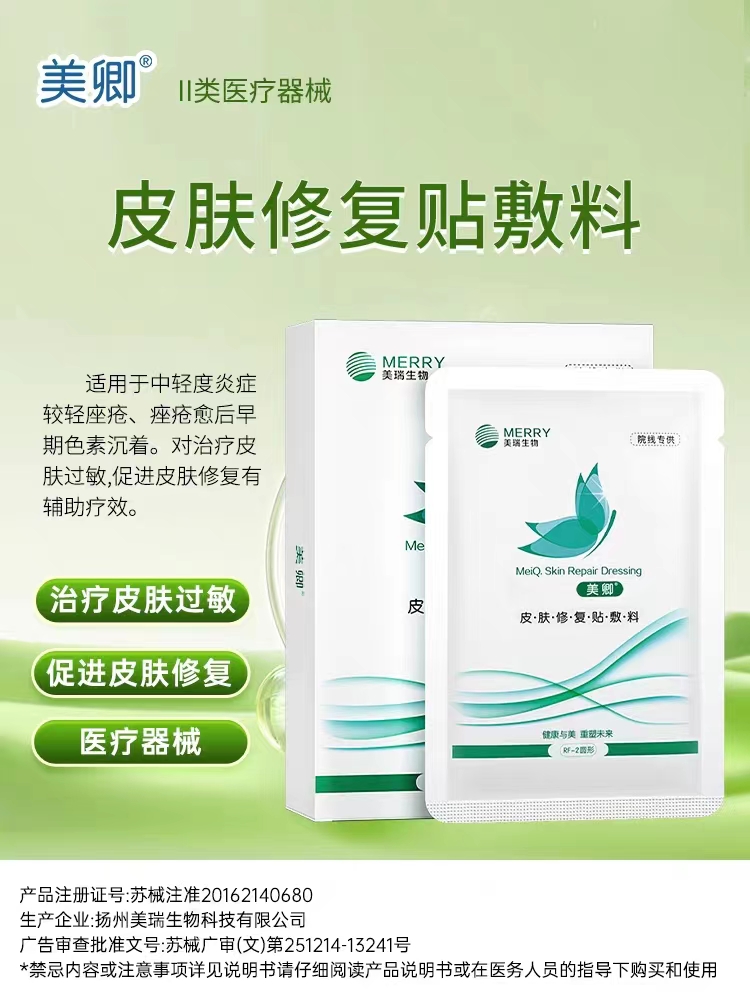 美卿®
II类医疗器械
皮肤修复贴敷料
适用于中轻度炎症
较轻座疮、痤疮愈后早
期色素沉着。对治疗皮
肤过敏,促进皮肤修复有
辅助疗效。
治疗皮肤过敏
促进皮肤修复
医疗器械
MERRY
美瑞生物
Me
皮
美卿®
MERRY
美瑞生物
院线专供
MeiQ. Skin Repair Dressing
美卿®
皮·肤·修·复·贴·敷·料
健康与美 重塑未来
RF-2圆形
产品注册证号:苏械注准20162140680
生产企业:扬州美瑞生物科技有限公司
广告审查批准文号:苏械广审(文)第251214-13241号
*禁忌内容或注意事项详见说明书请仔细阅读产品说明书或在医务人员的指导下购买和使用